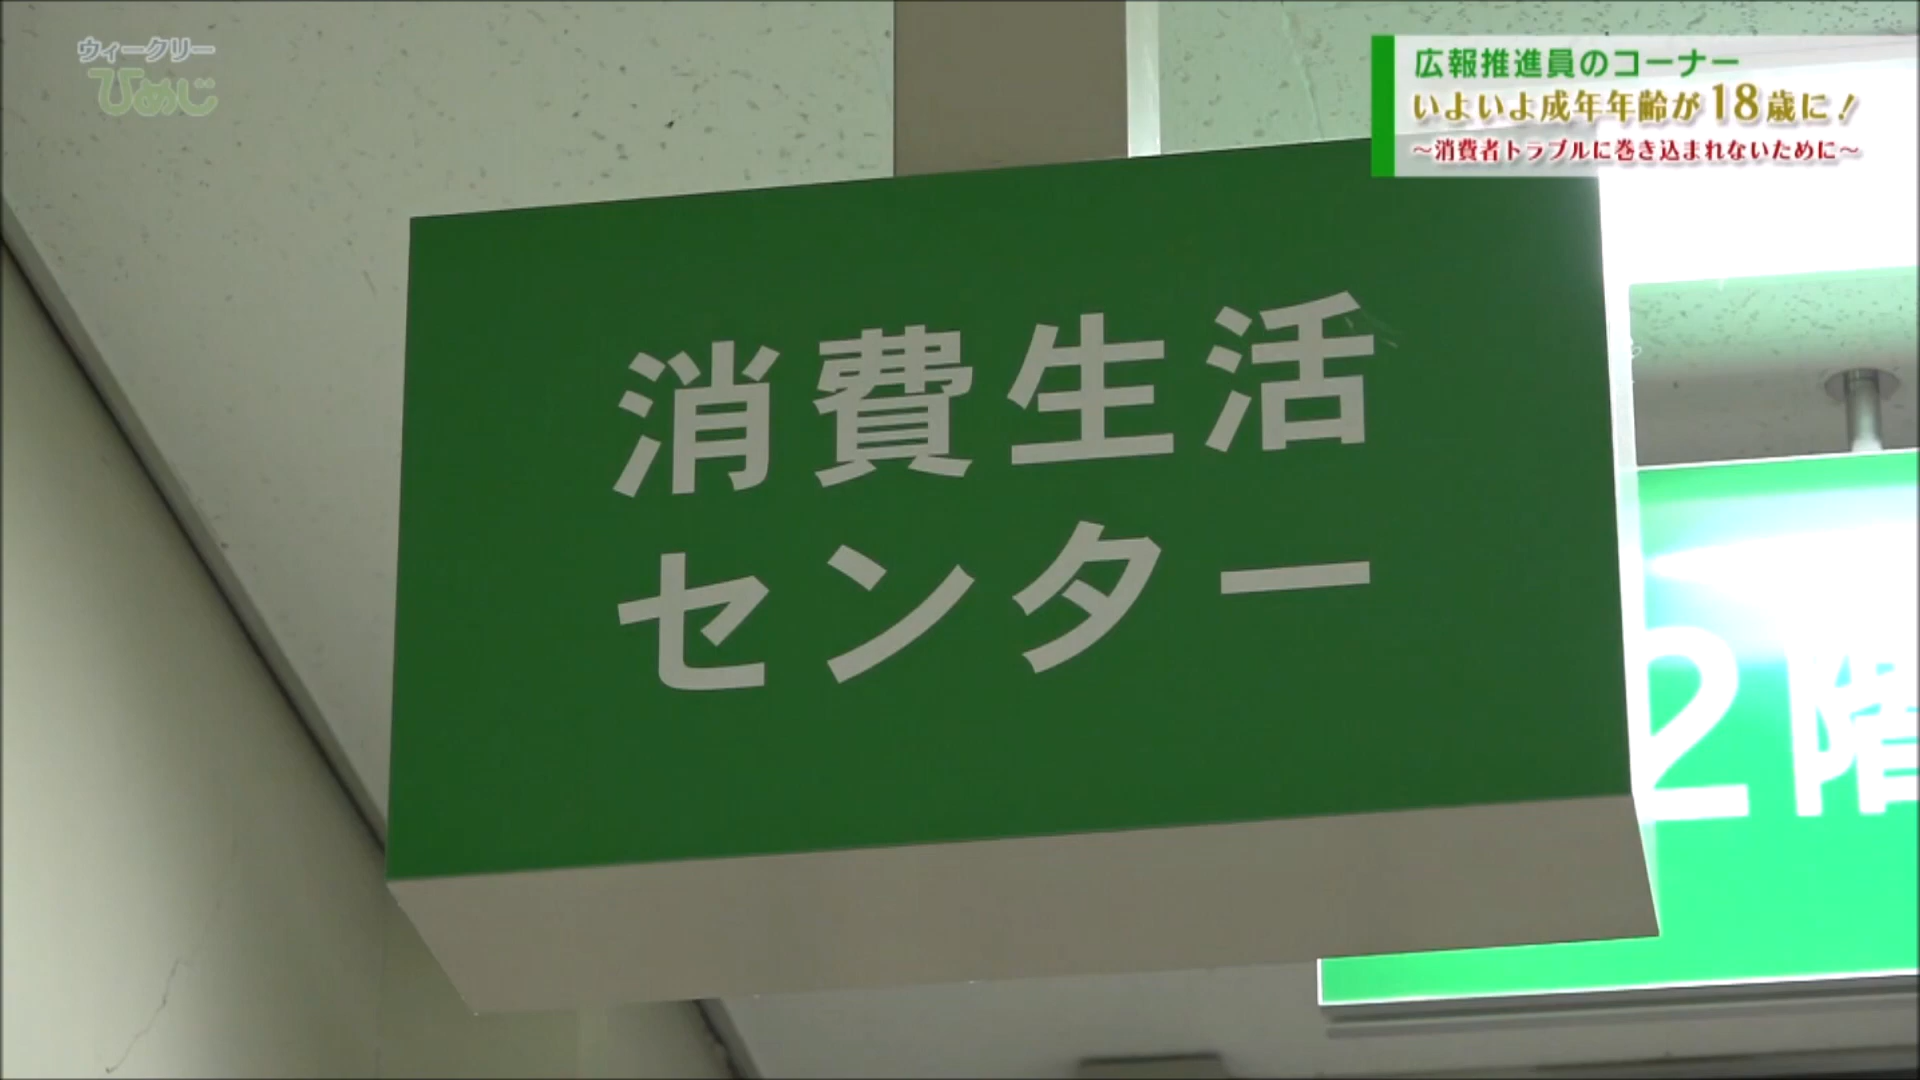 ウィークリー
ひめじ
広報推進員のコーナー
いよいよ成年年齢が18歳に!
～消費者トラブルに巻き込まれないために～
消費生活
センター
2階